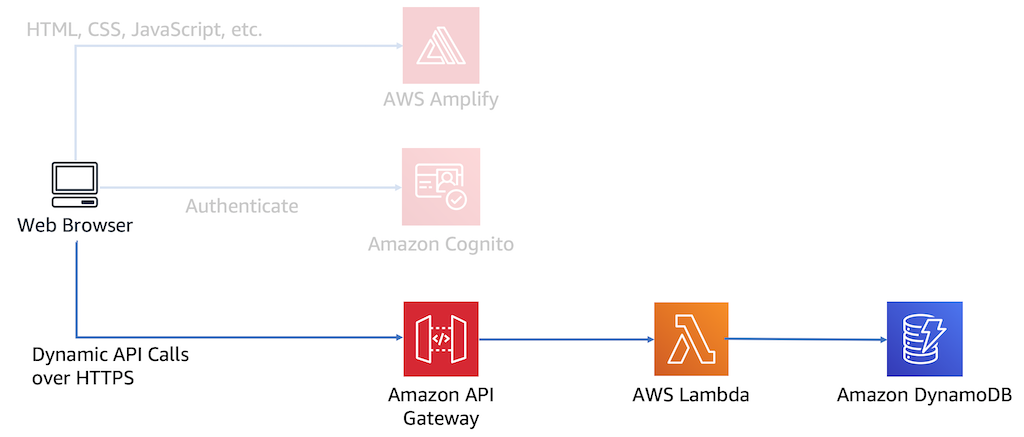 HTML, CSS, JavaScript, etc.
AWS Amplify
Web Browser
Authenticate
Amazon Cognito
Dynamic API Calls
over HTTPS
</>
Amazon API
Gateway
AWS Lambda
Amazon DynamoDB